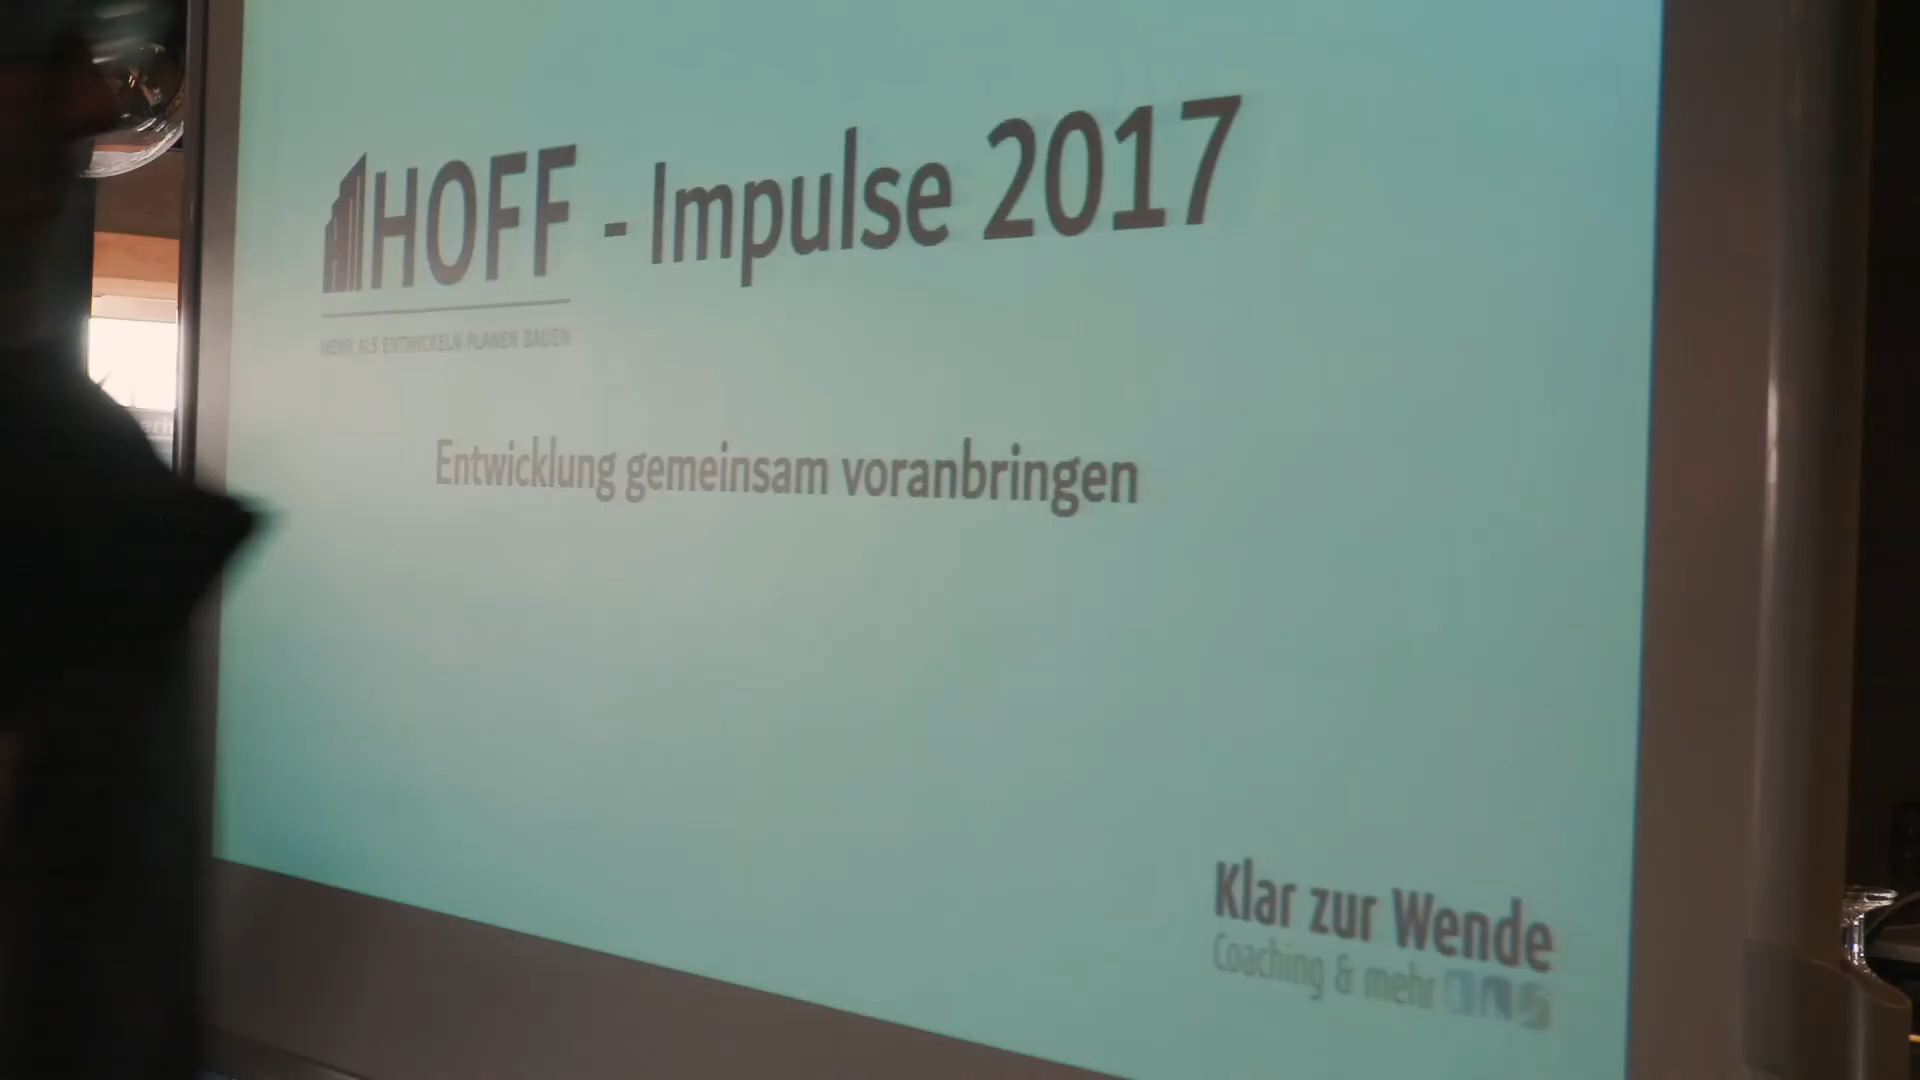 HOFF - Impulse 2017
MEHR ALS ENTWICKELN PLANEN BAUEN
Entwicklung gemeinsam voranbringen
Klar zur Wende
Coaching & mehr